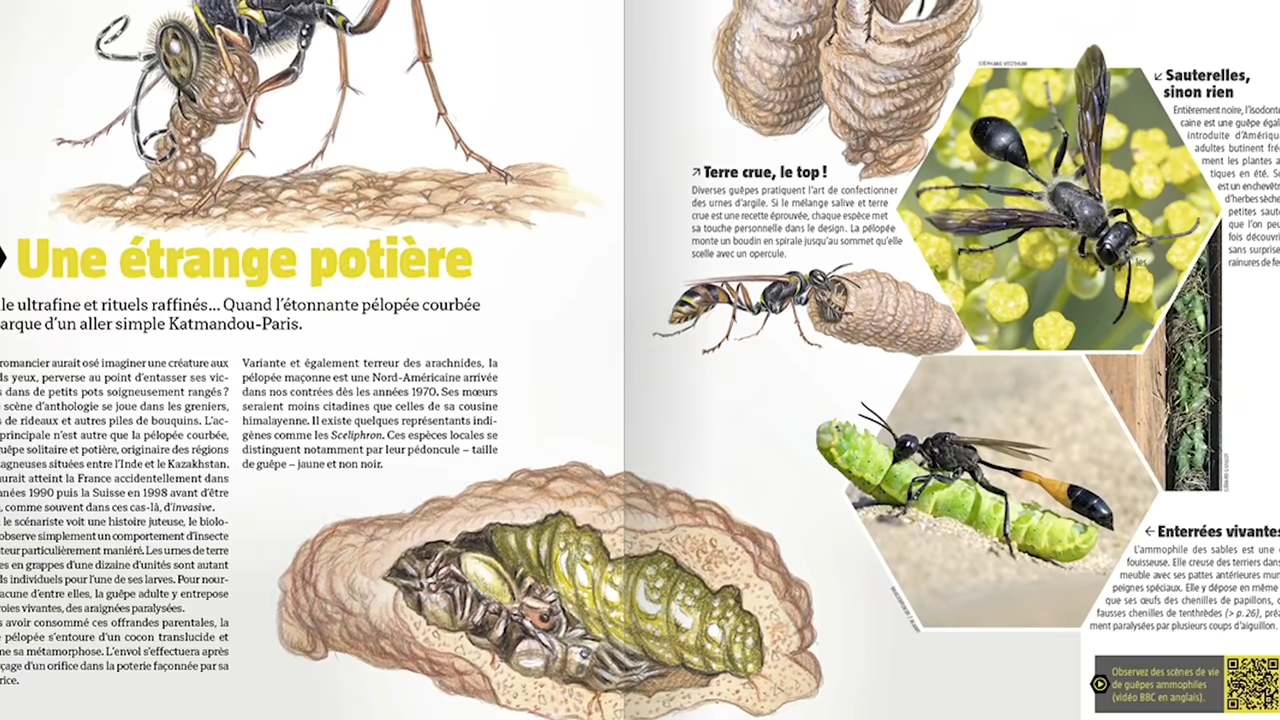 Une étrange potière
le ultrafine et rituels raffinés... Quand l'étonnante pélopée courbée
arque d'un aller simple Katmandou-Paris.
romancier aurait osé imaginer une créature aux
ds yeux, perverse au point d'entasser ses vic-
s dans de petits pots soigneusement rangés ?
scène d'anthologie se joue dans les greniers,
s de rideaux et autres piles de bouquins. L'ac-
principale n'est autre que la pélopée courbée,
uêpe solitaire et potière, originaire des régions
tagneuses situées entre l'Inde et le Kazakhstan.
aurait atteint la France accidentellement dans
nnées 1990 puis la Suisse en 1998 avant d'être
, comme souvent dans ces cas-là, d'invasive.
le scénariste voit une histoire juteuse, le biolo-
observe simplement un comportement d'insecte
teur particulièrement maniéré. Les urnes de terre
es en grappes d'une dizaine d'unités sont autant
ds individuels pour l'une de ses larves. Pour nour-
acune d'entre elles, la guêpe adulte y entrepose
roies vivantes, des araignées paralysées.
s avoir consommé ces offrandes parentales, la
pélopée s'entoure d'un cocon translucide et
ne sa métamorphose. L'envol s'effectuera après
rçage d'un orifice dans la poterie façonnée par sa
rice.
Variante et également terreur des arachnides, la
pélopée maçonne est une Nord-Américaine arrivée
dans nos contrées dès les années 1970. Ses mœurs
seraient moins citadines que celles de sa cousine
himalayenne. Il existe quelques représentants indi-
gènes comme les Sceliphron. Ces espèces locales se
distinguent notamment par leur pédoncule – taille
de guêpe – jaune et non noir.
Terre crue, le top !
Diverses guêpes pratiquent l'art de confectionner
des urnes d'argile. Si le mélange salive et terre
crue est une recette éprouvée, chaque espèce met
sa touche personnelle dans le design. La pélopée
monte un boudin en spirale jusqu'au sommet qu'elle
scelle avec un opercule.
STÉPHANE VITZTHUM
Sauterelles,
sinon rien
Entièrement noire, l'isodonte
caine est une guêpe égal
introduite d'Amériqu
adultes butinent fré
ment les plantes a
tiques en été. So
est un enchevêtr
d'herbes sèche
petites saute
que l'on peu
fois découvri
sans surprise
rainures de fe
les
Enterrées vivantes
L'ammophile des sables est une
fouisseuse. Elle creuse des terriers dans
meuble avec ses pattes antérieures mun
peignes spéciaux. Elle y dépose en même
que ses œufs des chenilles de papillons, o
fausses chenilles de tenthrèdes (> p. 26), préa
ment paralysées par plusieurs coups d'aiguillon.
Observez des scènes de vie
de guêpes ammophiles
(vidéo BBC en anglais).